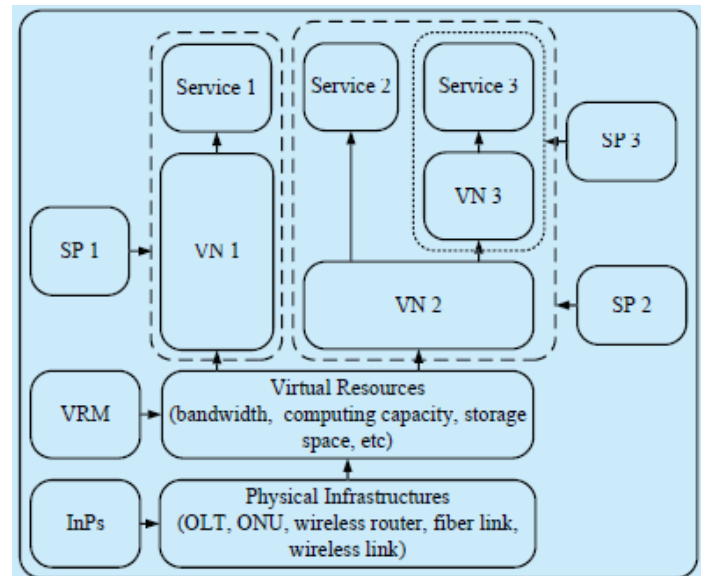 Service 1
Service 2
Service 3
SP 3
VN 3
SP 1
VN 1
VN 2
SP 2
VRM
Virtual Resources
(bandwidth, computing capacity, storage
space, etc)
InPs
Physical Infrastructures
(OLT, ONU, wireless router, fiber link,
wireless link)